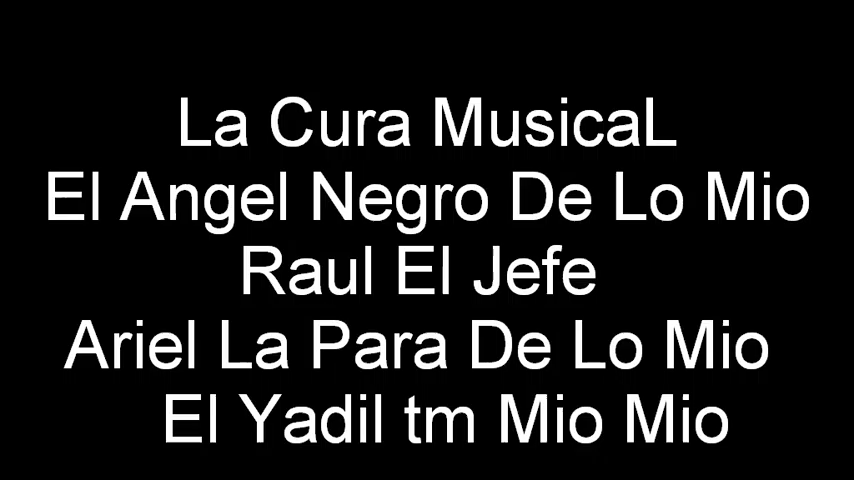 La Cura MusicaL
El Angel Negro De Lo Mio
Raul El Jefe
Ariel La Para De Lo Mio
El Yadil tm Mio Mio